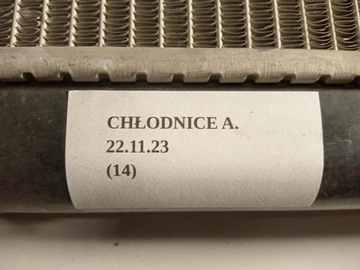 CHŁODNICE A.
22.11.23
(14)